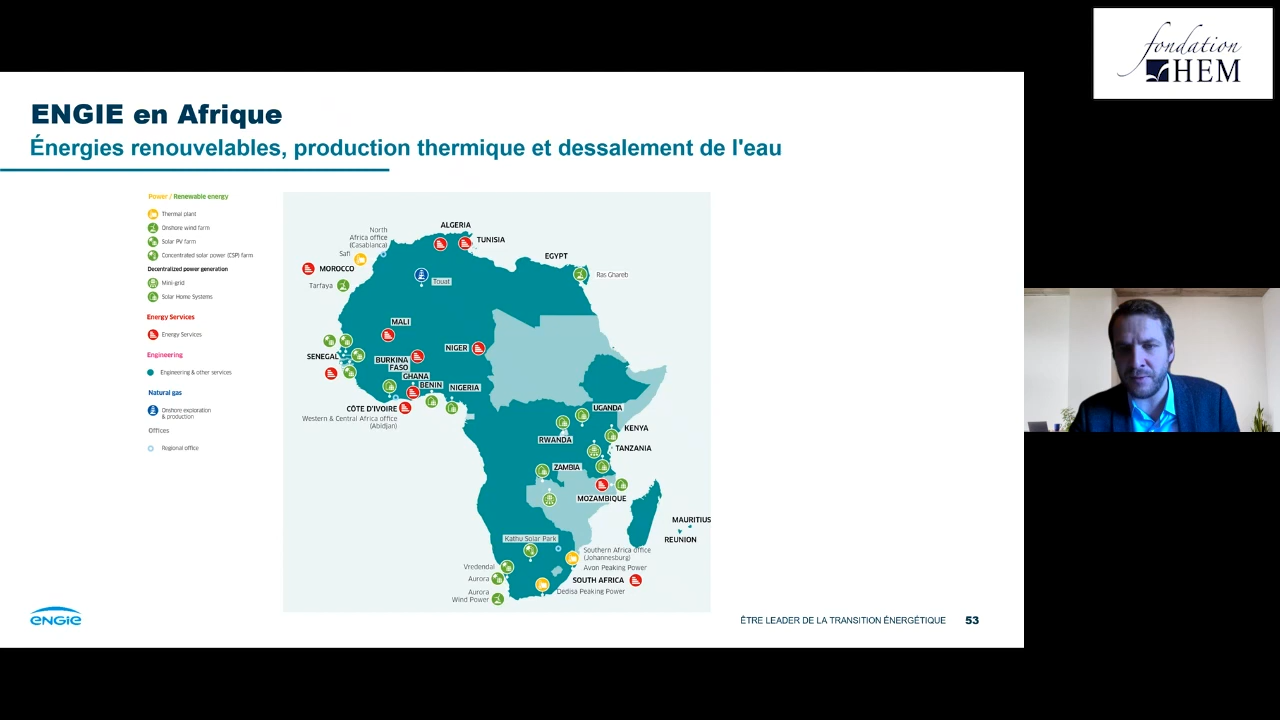 fondation
HEM
ENGIE en Afrique
Énergies renouvelables, production thermique et dessalement de l'eau
Power / Renewable energy
Thermal plant
Onshore wind farm
Solar PV farm
Concentrated solar power (CSP) farm
Decentralized power generation
Mini-grid
Solar Home Systems
Energy Services
Energy Services
Engineering
Engineering & other services
Natural gas
Onshore exploration
& production
Offices
Regional office
ALGERIA
North
Africa office
(Casablanca)
TUNISIA
Safi
EGYPT
MOROCCO
Ras Ghareb
Touat
Tarfaya
MALI
NIGER
SENEGAL
BURKINA
FASO
GHANA
BENIN
NIGERIA
CÔTE D'IVOIRE
Western & Central Africa office
(Abidjan)
UGANDA
KENYA
RWANDA
TANZANIA
ZAMBIA
MOZAMBIQUE
MAURITIUS
REUNION
Kathu Solar Park
Southern Africa office
(Johannesburg)
Vredendal
Avon Peaking Power
Aurora
SOUTH AFRICA
Aurora
Wind Power
Dedisa Peaking Power
ENGIE
ÊTRE LEADER DE LA TRANSITION ÉNERGÉTIQUE 53